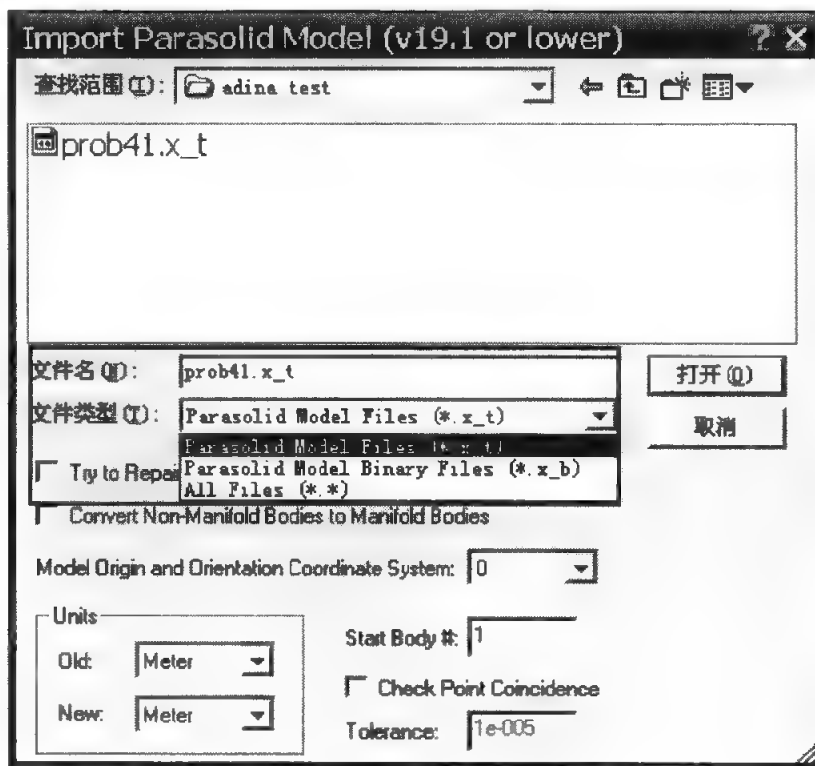 Import Parasolid Model (v19.1 or lower) ? ×
查找范围(I): adina test
prob41.x_t
文件名(N): prob41.x_t 打开(O)
文件类型(T): Parasolid Model Files (*.x_t) 取消
Parasolid Model Files (*.x_t)
Try to Repai Parasolid Model Binary Files (*.x_b)
All Files (*.*)
Convert Non-Manifold Bodies to Manifold Bodies
Model Origin and Orientation Coordinate System: 0
Units
Start Body #: 1
Old: Meter
Check Point Coincidence
New: Meter
Tolerance: 1e-005